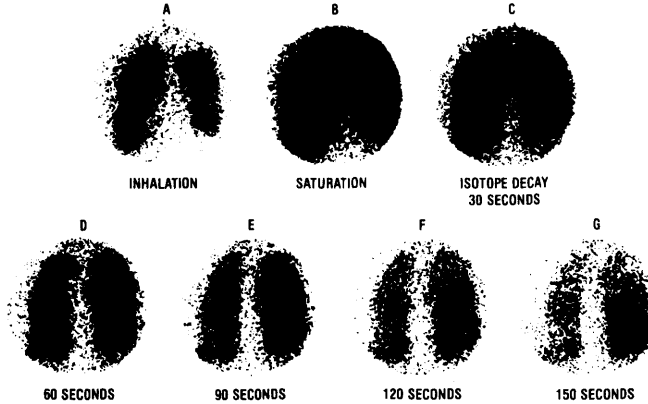 A
B
C
INHALATION
SATURATION
ISOTOPE DECAY
30 SECONDS
D
E
F
G
60 SECONDS
90 SECONDS
120 SECONDS
150 SECONDS